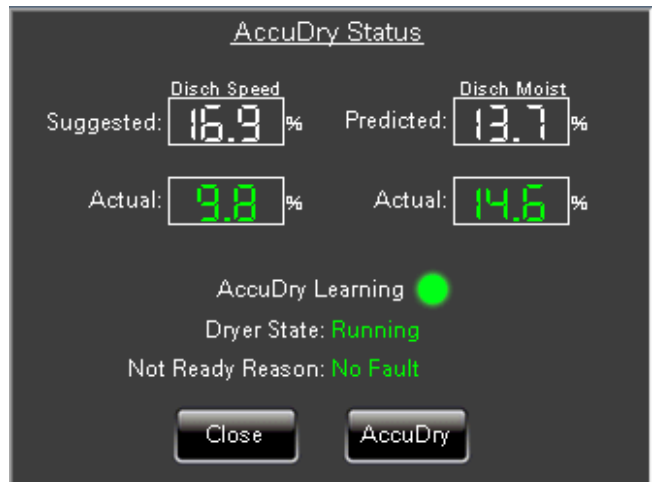 AccuDry Status
Disch Speed Disch Moist
Suggested: 16.9 % Predicted: 13.7 %
Actual: 9.8 % Actual: 14.6 %
AccuDry Learning
Dryer State: Running
Not Ready Reason: No Fault
Close AccuDry